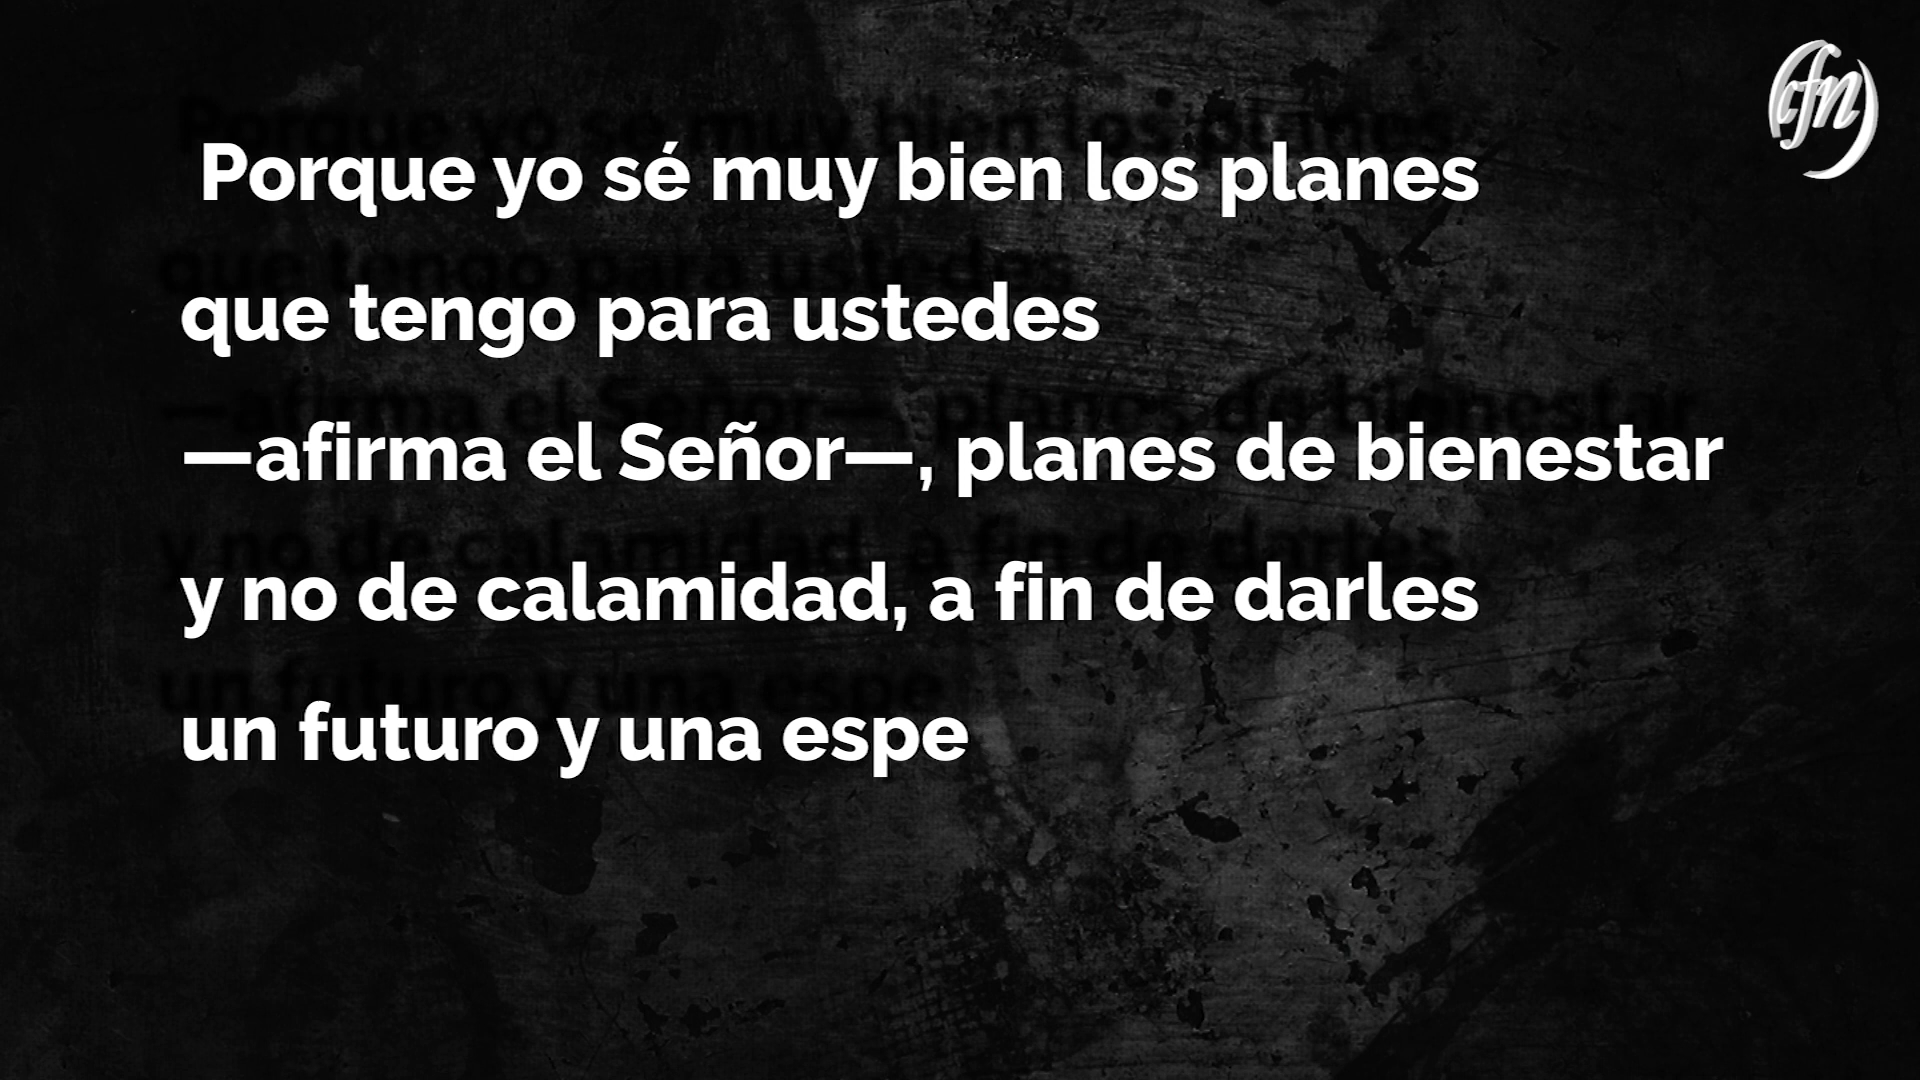 cfn
Porque yo sé muy bien los planes
que tengo para ustedes
—afirma el Señor—, planes de bienestar
y no de calamidad, a fin de darles
un futuro y una espe